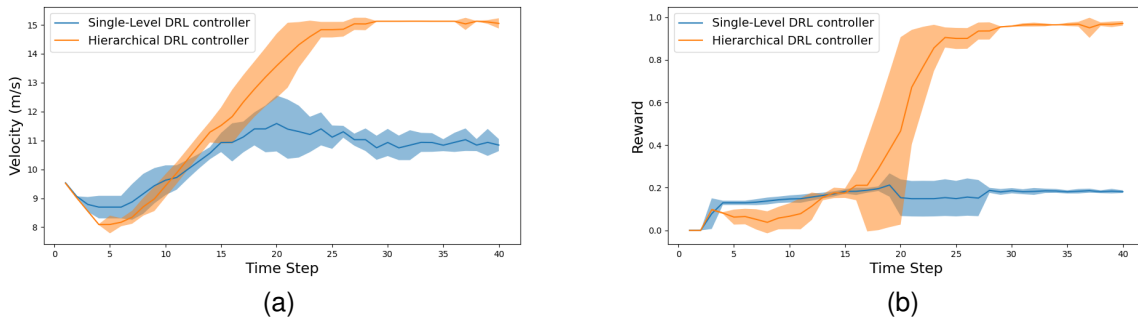 Single-Level DRL controller
Hierarchical DRL controller
15
14
13
12
11
10
9
8
Velocity (m/s)
0 5 10 15 20 25 30 35 40
Time Step
(a)
Single-Level DRL controller
Hierarchical DRL controller
1.0
0.8
0.6
0.4
0.2
0.0
Reward
0 5 10 15 20 25 30 35 40
Time Step
(b)